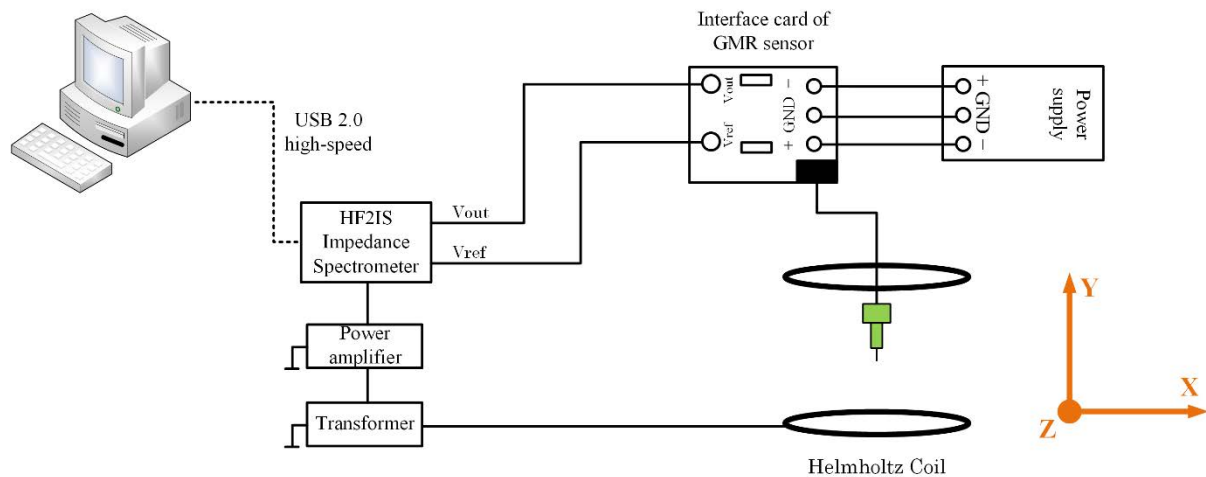 Interface card of
GMR sensor
USB 2.0
high-speed
Vout
Vref
−
GND
+
+
GND
−
Power
supply
HF2IS
Impedance
Spectrometer
Vout
Vref
Power
amplifier
Transformer
Helmholtz Coil
Y
X
Z